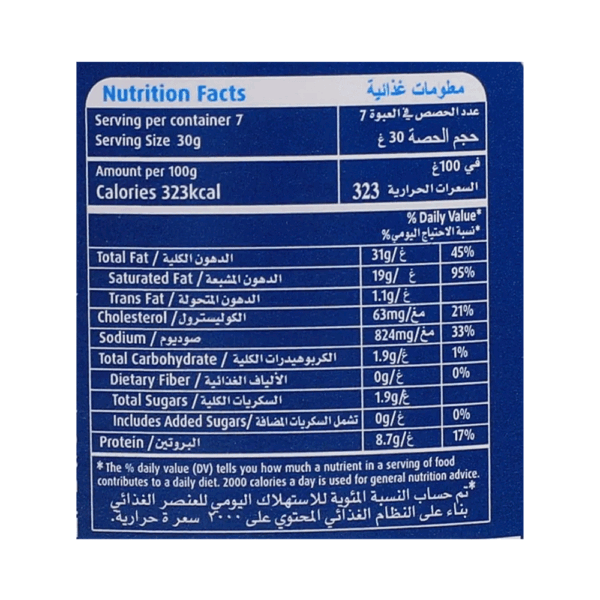 Nutrition Facts معلومات غذائية
Serving per container 7 عدد الحصص في العبوة 7
Serving Size 30g حجم الحصة 30 غ
Amount per 100g في 100غ
Calories 323kcal السعرات الحرارية 323
% Daily Value*
*نسبة الاحتياج اليومي%
Total Fat / الدهون الكلية 31g/ غ 45%
Saturated Fat / الدهون المشبعة 19g/ غ 95%
Trans Fat / الدهون المتحولة 1.1g/ غ
Cholesterol / الكوليسترول 63mg/مغ 21%
Sodium / صوديوم 824mg/مغ 33%
Total Carbohydrate / الكربوهيدرات الكلية 1.9g/غ 1%
Dietary Fiber / الألياف الغذائية 0g/غ 0%
Total Sugars / السكريات الكلية 1.9g/غ
Includes Added Sugars/ تشمل السكريات المضافة 0g/غ 0%
Protein / البروتين 8.7g/غ 17%
*The % daily value (DV) tells you how much a nutrient in a serving of food
contributes to a daily diet. 2000 calories a day is used for general nutrition advice.
*تم حساب النسبة المئوية للاستهلاك اليومي للعنصر الغذائي
بناء على النظام الغذائي المحتوي على ٢٠٠٠ سعر ة حرارية.